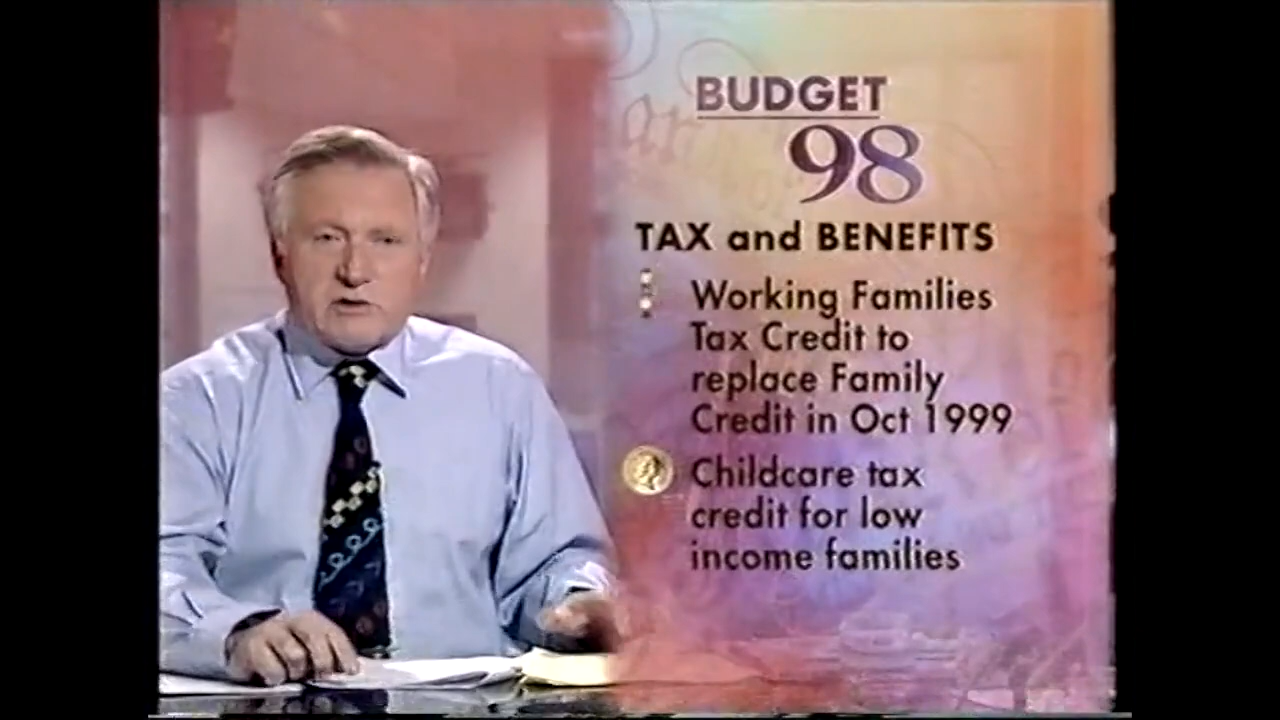 BUDGET
98
TAX and BENEFITS
Working Families
Tax Credit to
replace Family
Credit in Oct 1999
Childcare tax
credit for low
income families